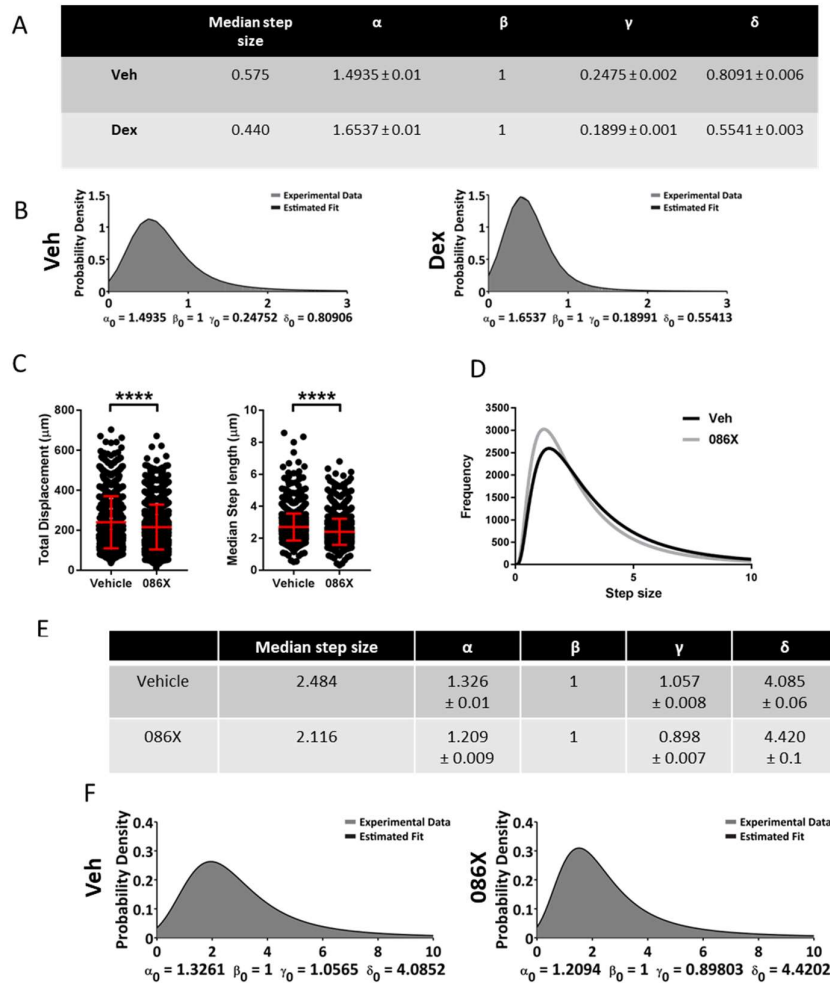 A
Median step size α β γ δ
Veh 0.575 1.4935 ± 0.01 1 0.2475 ± 0.002 0.8091 ± 0.006
Dex 0.440 1.6537 ± 0.01 1 0.1899 ± 0.001 0.5541 ± 0.003
B
Veh
Probability Density
1.5
1
0.5
0
Experimental Data
Estimated Fit
0 1 2 3
α₀ = 1.4935 β₀ = 1 γ₀ = 0.24752 δ₀ = 0.80906
Dex
Probability Density
1.5
1
0.5
0
Experimental Data
Estimated Fit
0 1 2 3
α₀ = 1.6537 β₀ = 1 γ₀ = 0.18991 δ₀ = 0.55413
C
Total Displacement (μm)
800
600
400
200
0
****
Vehicle 086X
Median Step length (μm)
10
8
6
4
2
0
****
Vehicle 086X
D
Frequency
3500
3000
2500
2000
1500
1000
500
0
Veh
086X
0 5 10
Step size
E
Median step size α β γ δ
Vehicle 2.484 1.326 ± 0.01 1 1.057 ± 0.008 4.085 ± 0.06
086X 2.116 1.209 ± 0.009 1 0.898 ± 0.007 4.420 ± 0.1
F
Veh
Probability Density
0.4
0.3
0.2
0.1
0
Experimental Data
Estimated Fit
0 2 4 6 8 10
α₀ = 1.3261 β₀ = 1 γ₀ = 1.0565 δ₀ = 4.0852
086X
Probability Density
0.4
0.3
0.2
0.1
0
Experimental Data
Estimated Fit
0 2 4 6 8 10
α₀ = 1.2094 β₀ = 1 γ₀ = 0.89803 δ₀ = 4.4202